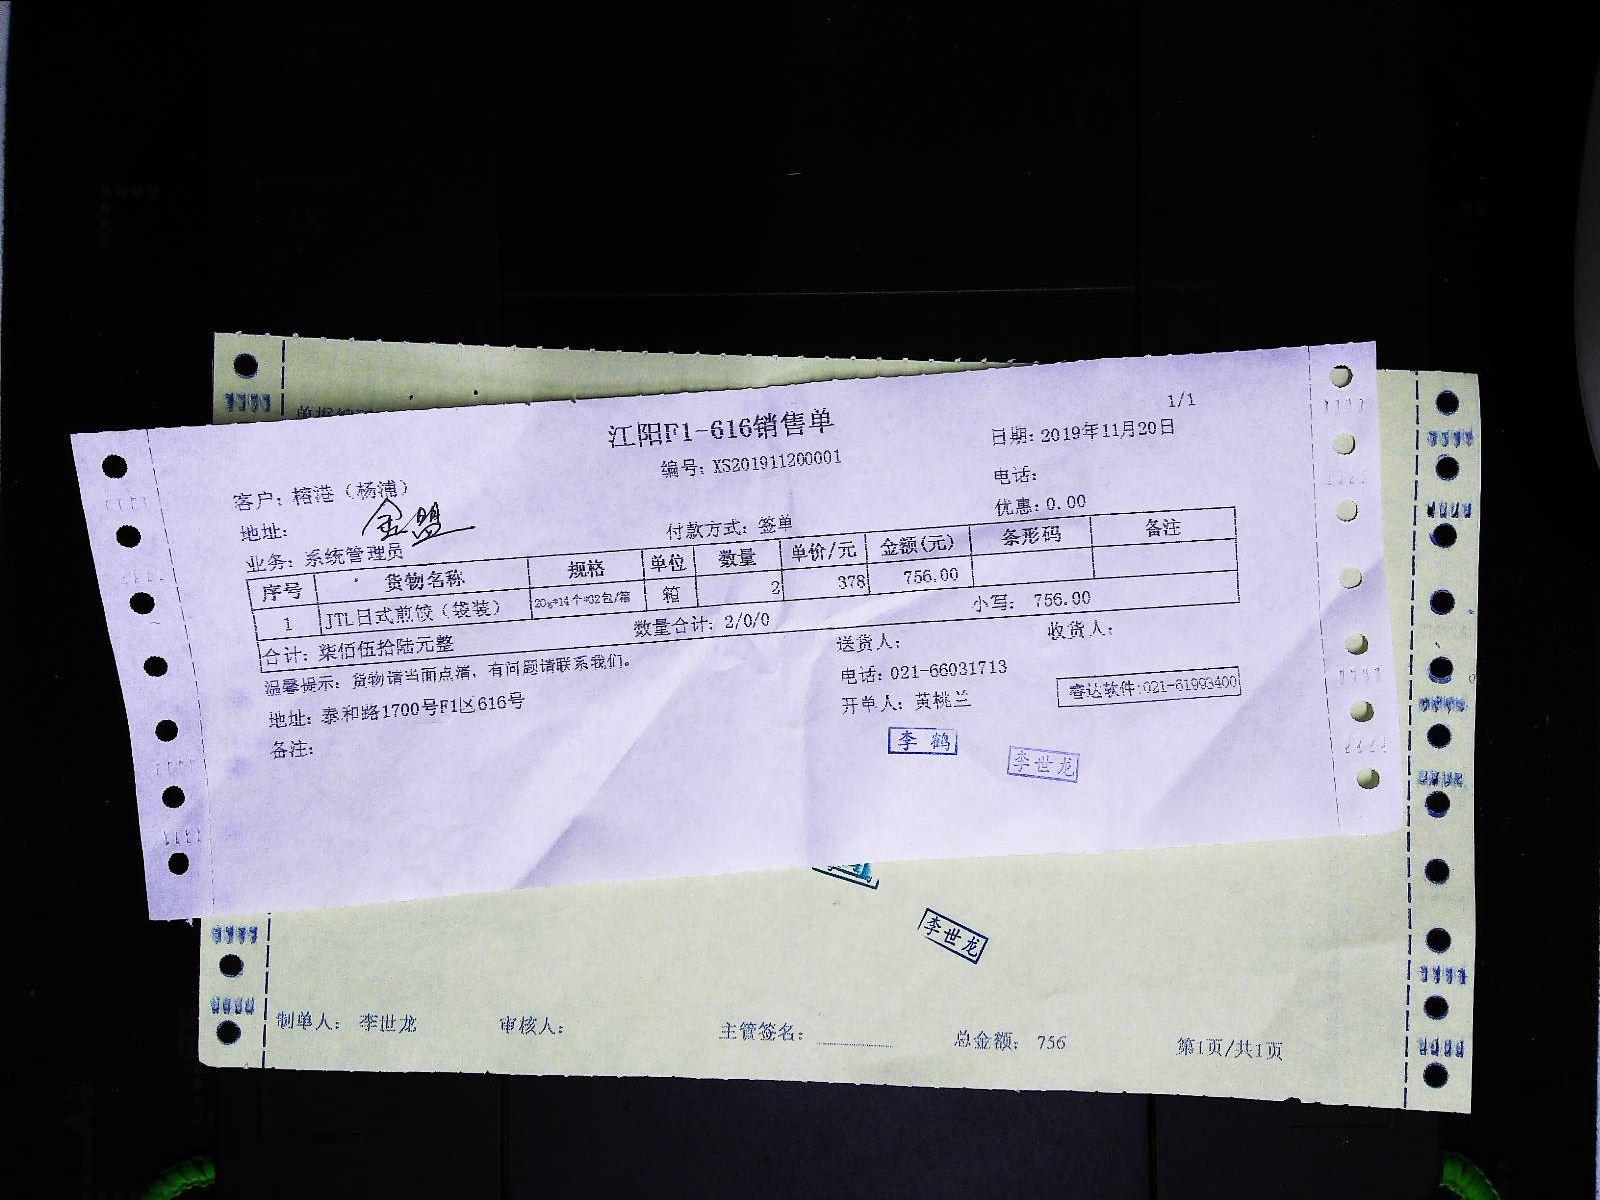 江阳F1-616销售单
1/1
编号: XS201911200001
日期: 2019年11月20日
客户: 榕港（杨浦）
电话:
地址:
金盟
付款方式: 签单
优惠: 0.00
业务: 系统管理员
序号 货物名称 规格 单位 数量 单价/元 金额(元) 条形码 备注
1 JTL日式煎饺（袋装） 20g*14个*32包/箱 箱 2 378 756.00
合计: 柒佰伍拾陆元整 数量合计: 2/0/0 小写: 756.00
温馨提示: 货物请当面点清，有问题请联系我们。
送货人: 收货人:
地址: 泰和路1700号F1区616号
电话: 021-66031713
备注:
开单人: 黄桃兰
睿达软件:021-61993400
李 鹤
李世龙
李世龙
制单人: 李世龙 审核人: 主管签名: 总金额: 756 第1页/共1页